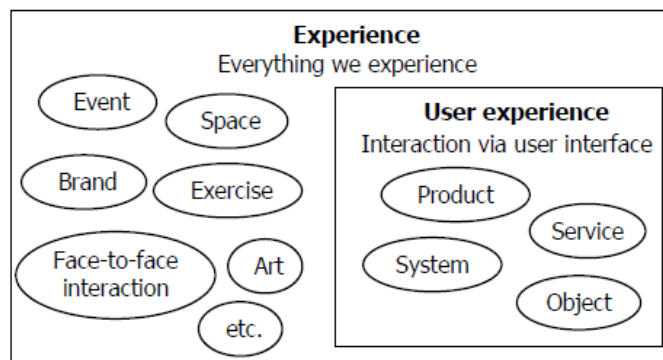 Experience
Everything we experience
Event
Space
Brand
Exercise
Face-to-face
interaction
Art
etc.
User experience
Interaction via user interface
Product
Service
System
Object